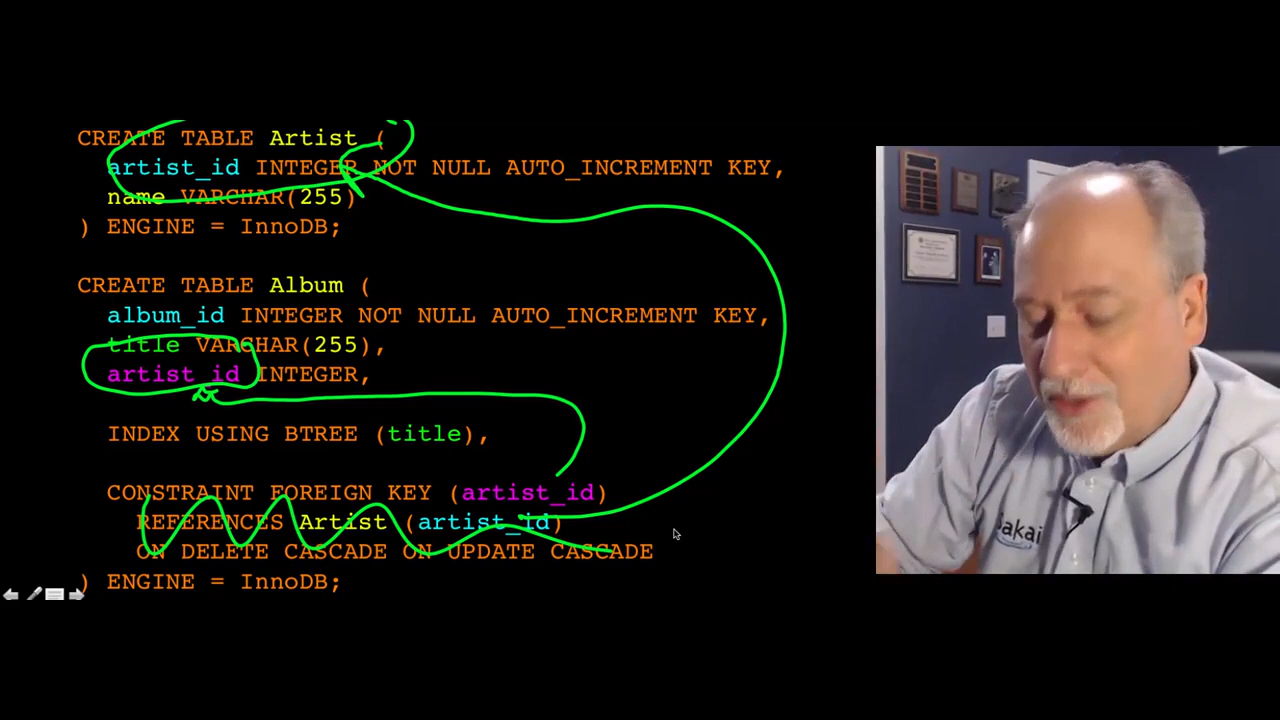 CREATE TABLE Artist (
artist_id INTEGER NOT NULL AUTO_INCREMENT KEY,
name VARCHAR(255)
) ENGINE = InnoDB;
CREATE TABLE Album (
album_id INTEGER NOT NULL AUTO_INCREMENT KEY,
title VARCHAR(255),
artist_id INTEGER,
INDEX USING BTREE (title),
CONSTRAINT FOREIGN KEY (artist_id)
REFERENCES Artist (artist_id)
ON DELETE CASCADE ON UPDATE CASCADE
) ENGINE = InnoDB;
sakai